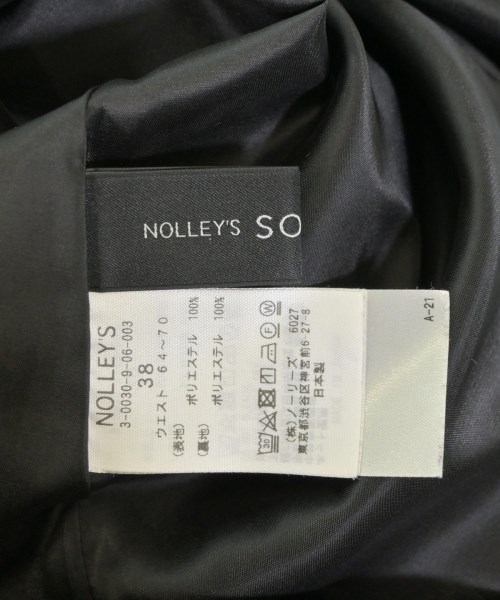 NOLLEY'S SO
NOLLEY'S
3-0030-9-06-003
38
ウエスト 64~70
(表地) ポリエステル 100%
(裏地) ポリエステル 100%
30
F W
(株)ノーリーズ 6027
東京都渋谷区神宮前6-27-8
日本製
A-21